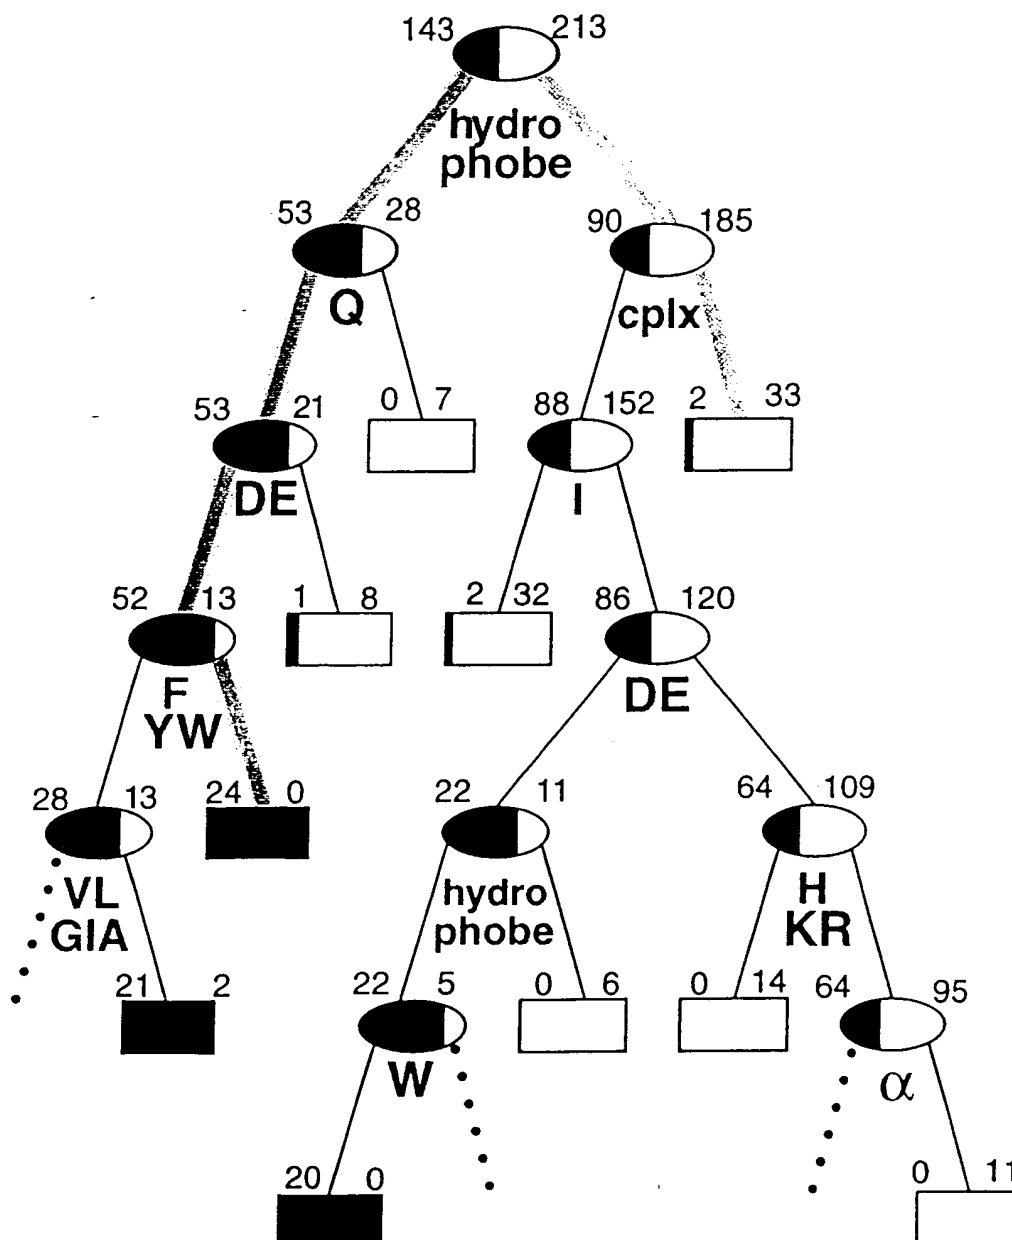 143 213
hydro
phobe
53 28 90 185
Q cplx
53 21 0 7 88 152 2 33
DE I
52 13 1 8 2 32 86 120
F DE
YW
28 13 24 0 22 11 64 109
VL hydro H
GIA phobe KR
21 2 22 5 0 6 0 14 64 95
W α
20 0 0 11